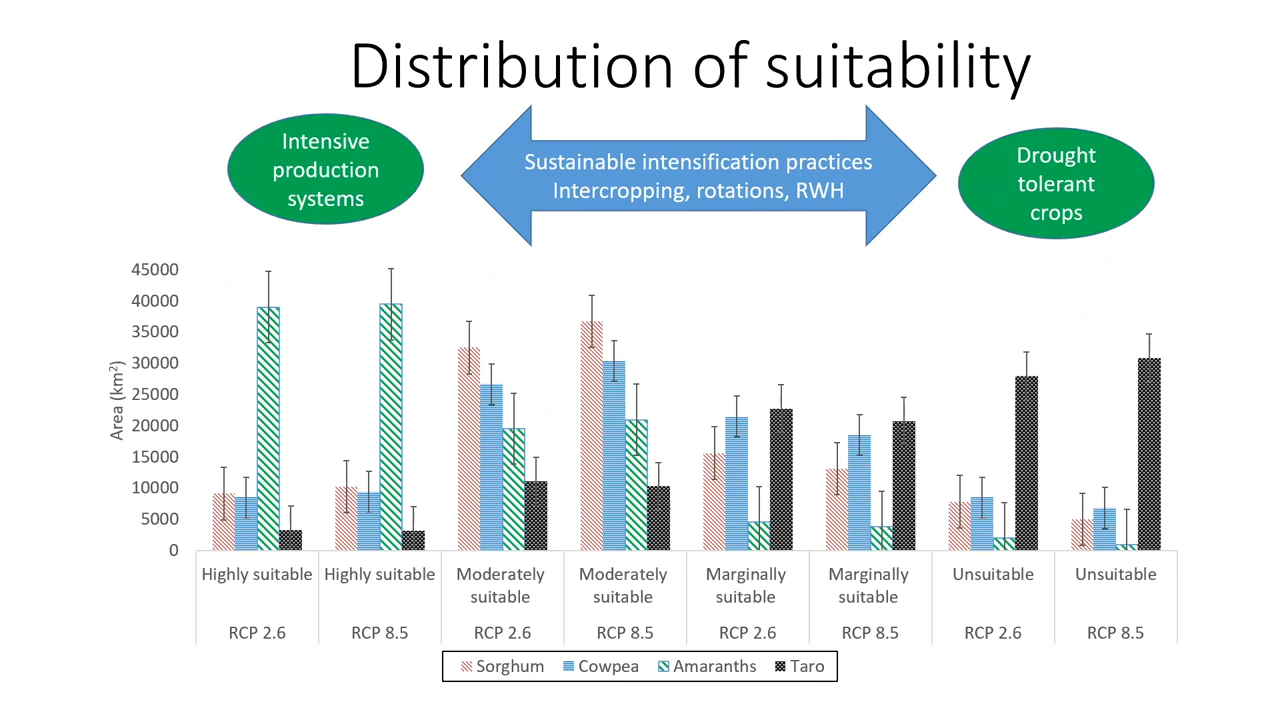 Distribution of suitability
Intensive
production
systems
Sustainable intensification practices
Intercropping, rotations, RWH
Drought
tolerant
crops
Area (km²)
45000
40000
35000
30000
25000
20000
15000
10000
5000
0
Highly suitable
Highly suitable
Moderately
suitable
Moderately
suitable
Marginally
suitable
Marginally
suitable
Unsuitable
Unsuitable
RCP 2.6
RCP 8.5
RCP 2.6
RCP 8.5
RCP 2.6
RCP 8.5
RCP 2.6
RCP 8.5
Sorghum
Cowpea
Amaranths
Taro